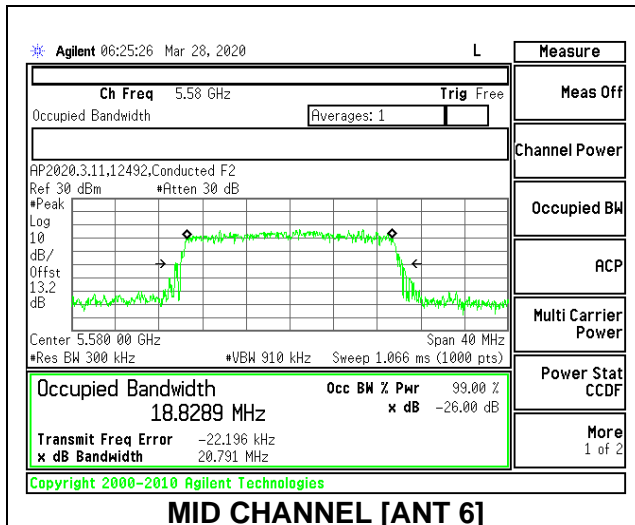 Agilent 06:25:26 Mar 28, 2020 L
Measure
Ch Freq 5.58 GHz Trig Free
Occupied Bandwidth Averages: 1
Meas Off
Channel Power
Occupied BW
ACP
Multi Carrier
Power
Power Stat
CCDF
More
1 of 2
AP2020.3.11,12492,Conducted F2
Ref 30 dBm #Atten 30 dB
#Peak
Log
10
dB/
Offst
13.2
dB
Center 5.580 00 GHz Span 40 MHz
#Res BW 300 kHz #VBW 910 kHz Sweep 1.066 ms (1000 pts)
Occupied Bandwidth Occ BW % Pwr 99.00 %
18.8289 MHz x dB -26.00 dB
Transmit Freq Error -22.196 kHz
x dB Bandwidth 20.791 MHz
Copyright 2000-2010 Agilent Technologies
MID CHANNEL [ANT 6]